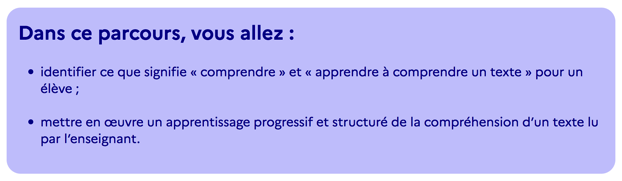 Dans ce parcours, vous allez :
• identifier ce que signifie « comprendre » et « apprendre à comprendre un texte » pour un
élève ;
• mettre en œuvre un apprentissage progressif et structuré de la compréhension d’un texte lu
par l’enseignant.